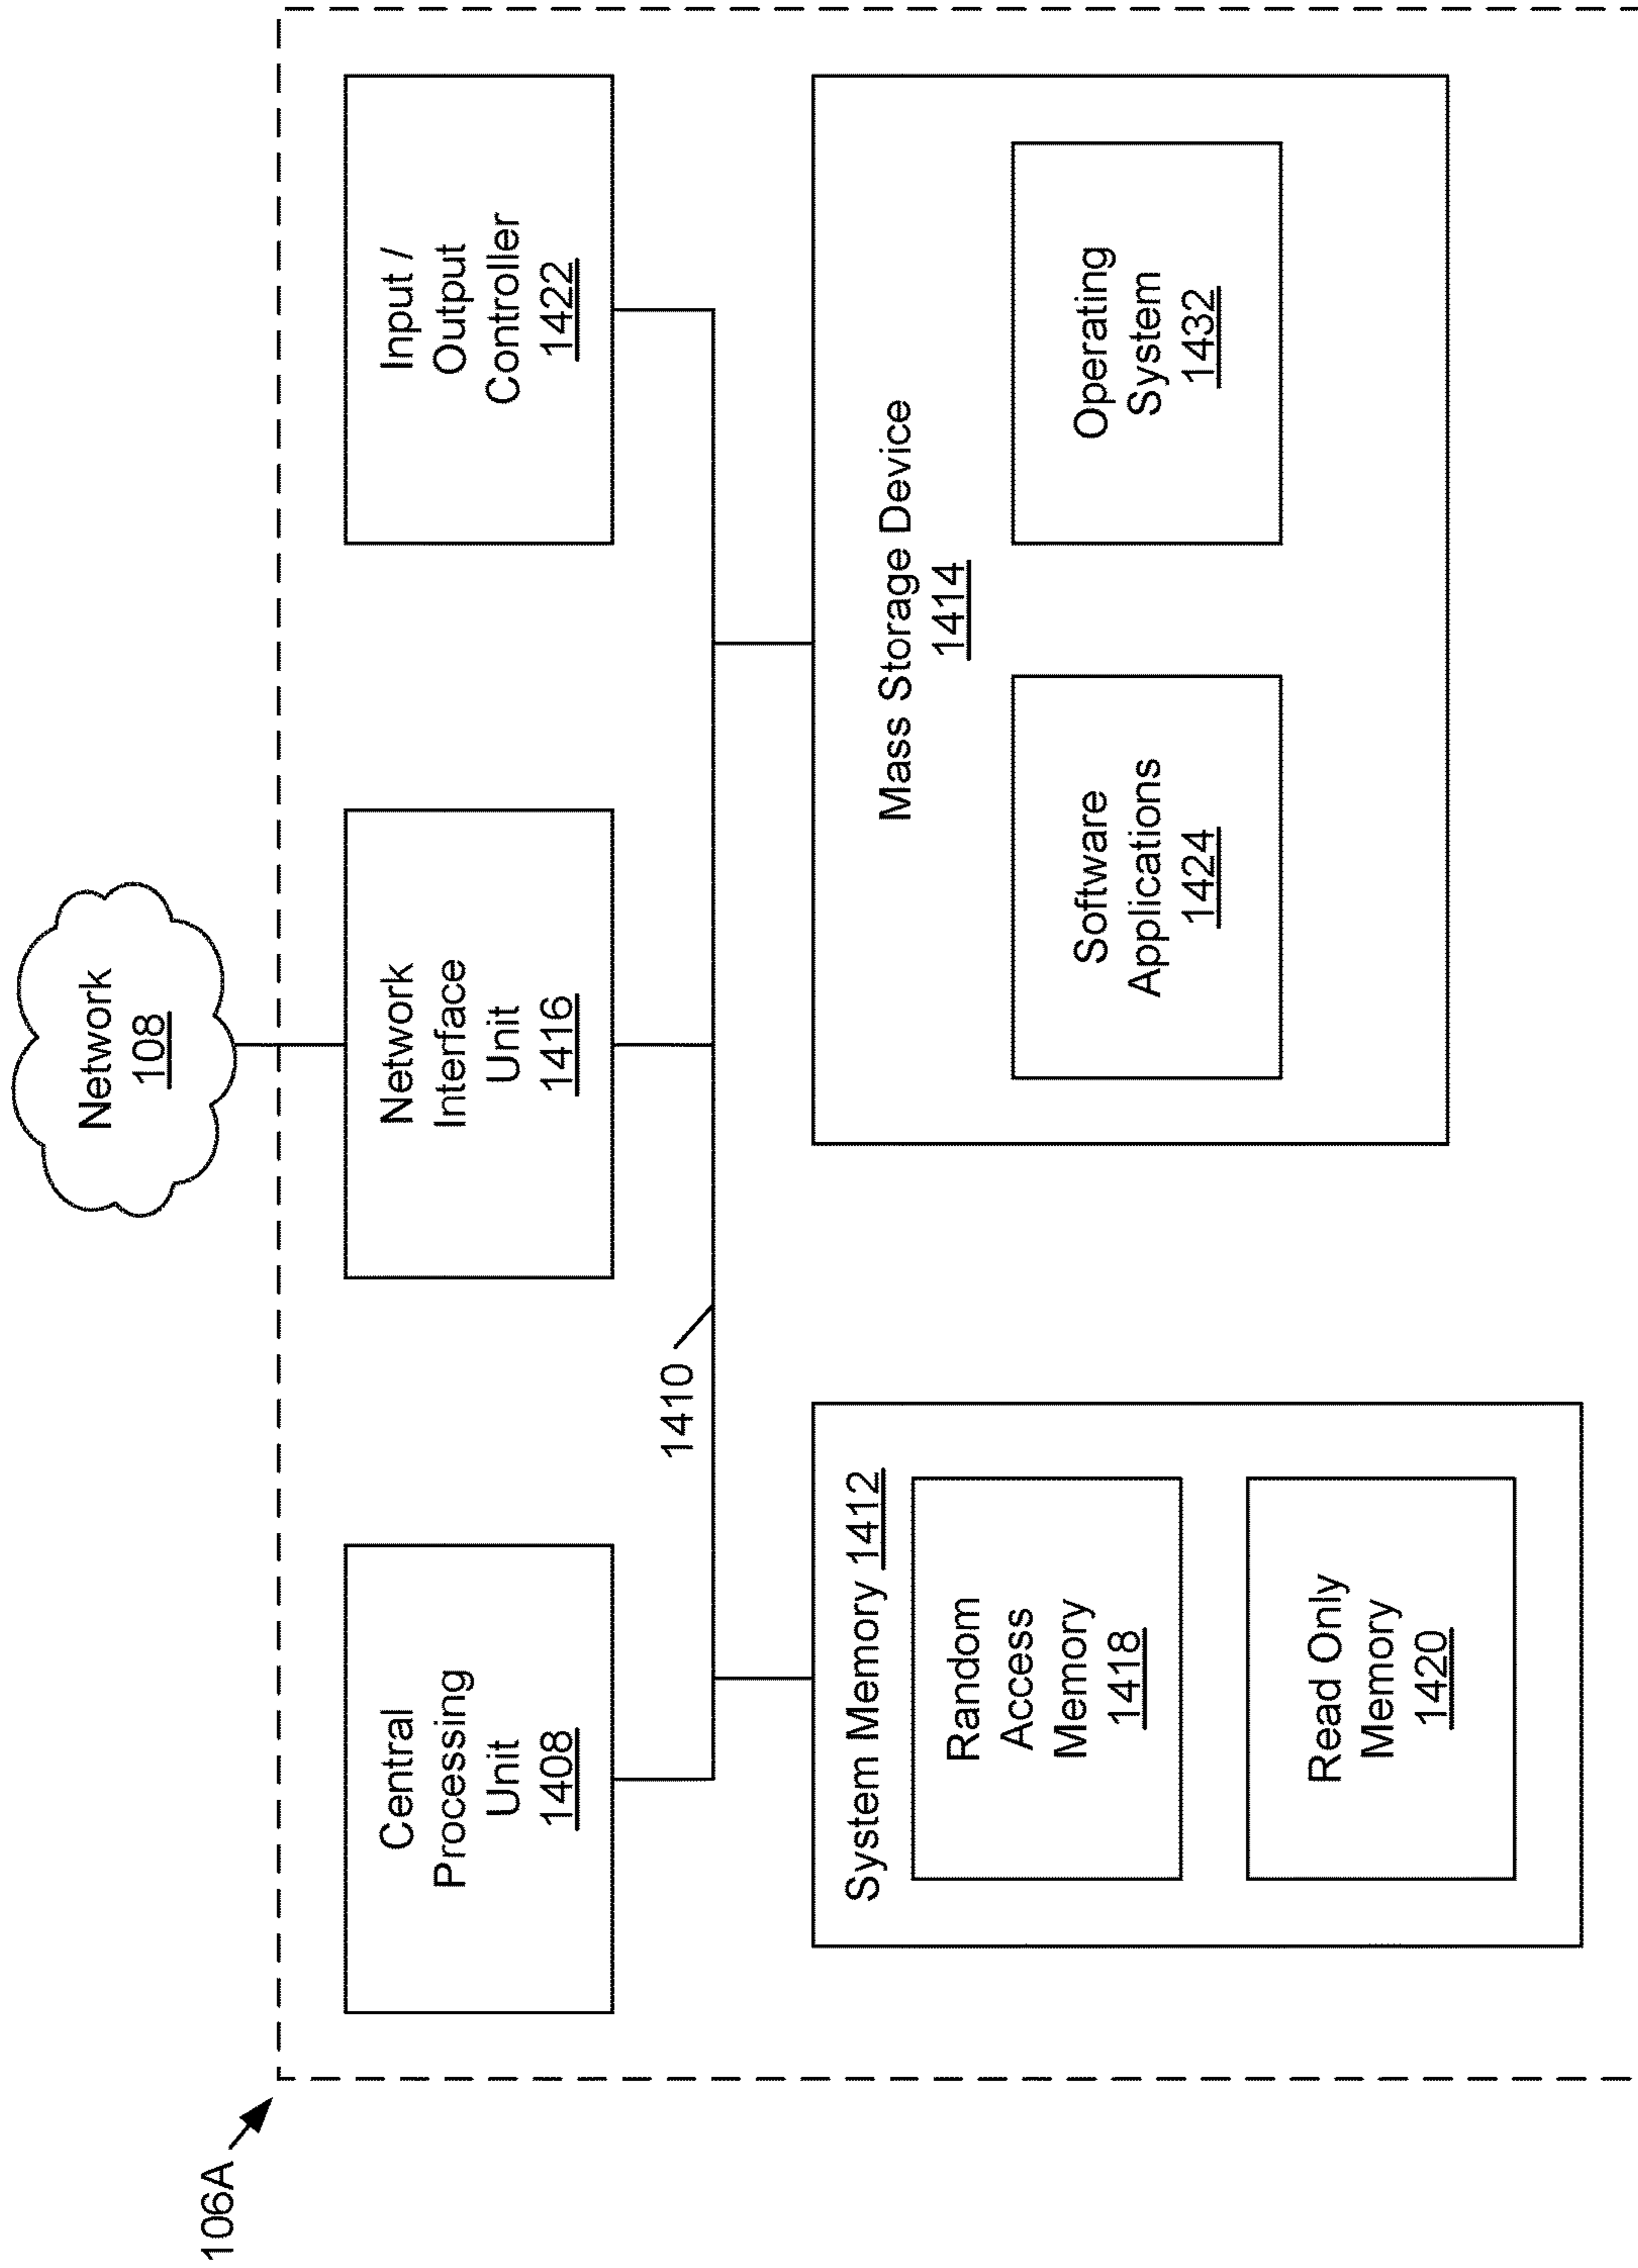 106A
Network
108
Central
Processing
Unit
1408
Network
Interface
Unit
1416
Input /
Output
Controller
1422
1410
System Memory 1412
Random
Access
Memory
1418
Read Only
Memory
1420
Mass Storage Device
1414
Software
Applications
1424
Operating
System
1432